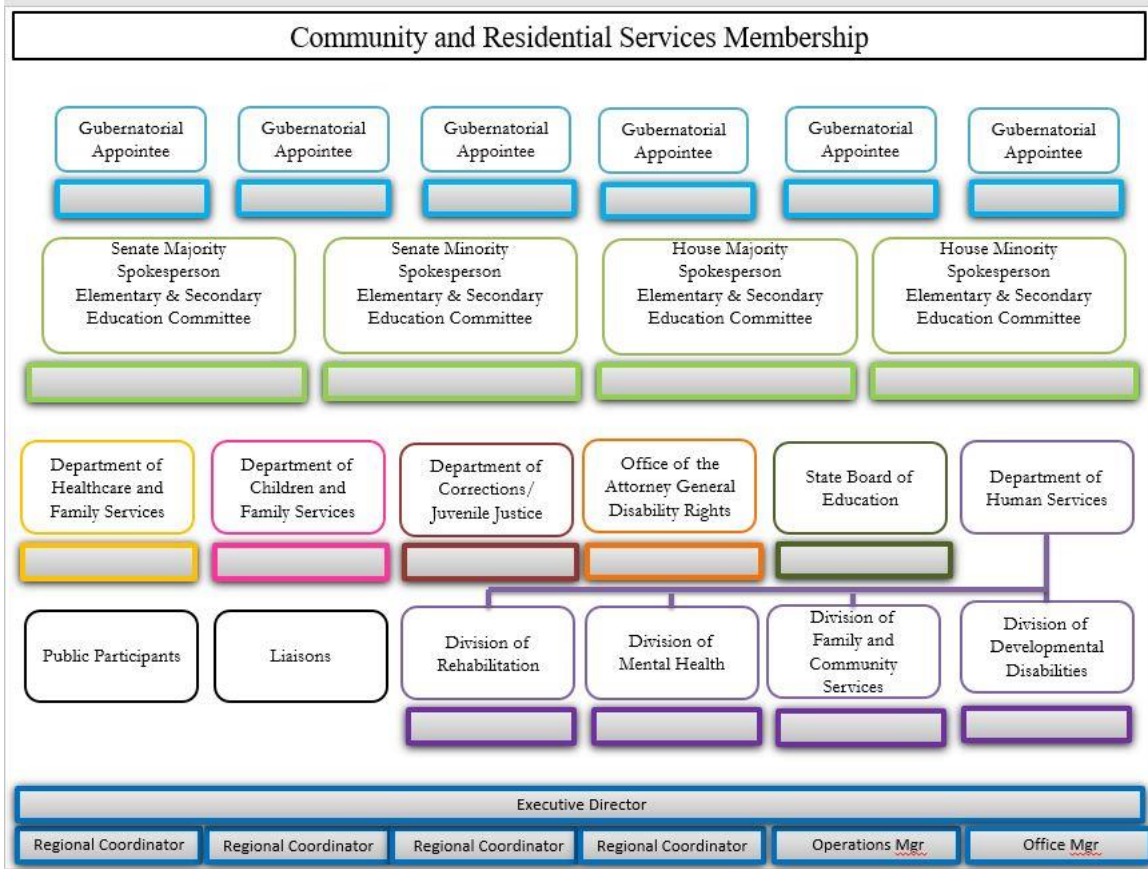 Community and Residential Services Membership
Gubernatorial
Appointee
Gubernatorial
Appointee
Gubernatorial
Appointee
Gubernatorial
Appointee
Gubernatorial
Appointee
Gubernatorial
Appointee
Senate Majority
Spokesperson
Elementary & Secondary
Education Committee
Senate Minority
Spokesperson
Elementary & Secondary
Education Committee
House Majority
Spokesperson
Elementary & Secondary
Education Committee
House Minority
Spokesperson
Elementary & Secondary
Education Committee
Department of
Healthcare and
Family Services
Department of
Children and
Family Services
Department of
Corrections/
Juvenile Justice
Office of the
Attorney General
Disability Rights
State Board of
Education
Department of
Human Services
Public Participants
Liaisons
Division of
Rehabilitation
Division of
Mental Health
Division of
Family and
Community
Services
Division of
Developmental
Disabilities
Executive Director
Regional Coordinator
Regional Coordinator
Regional Coordinator
Regional Coordinator
Operations Mgr
Office Mgr